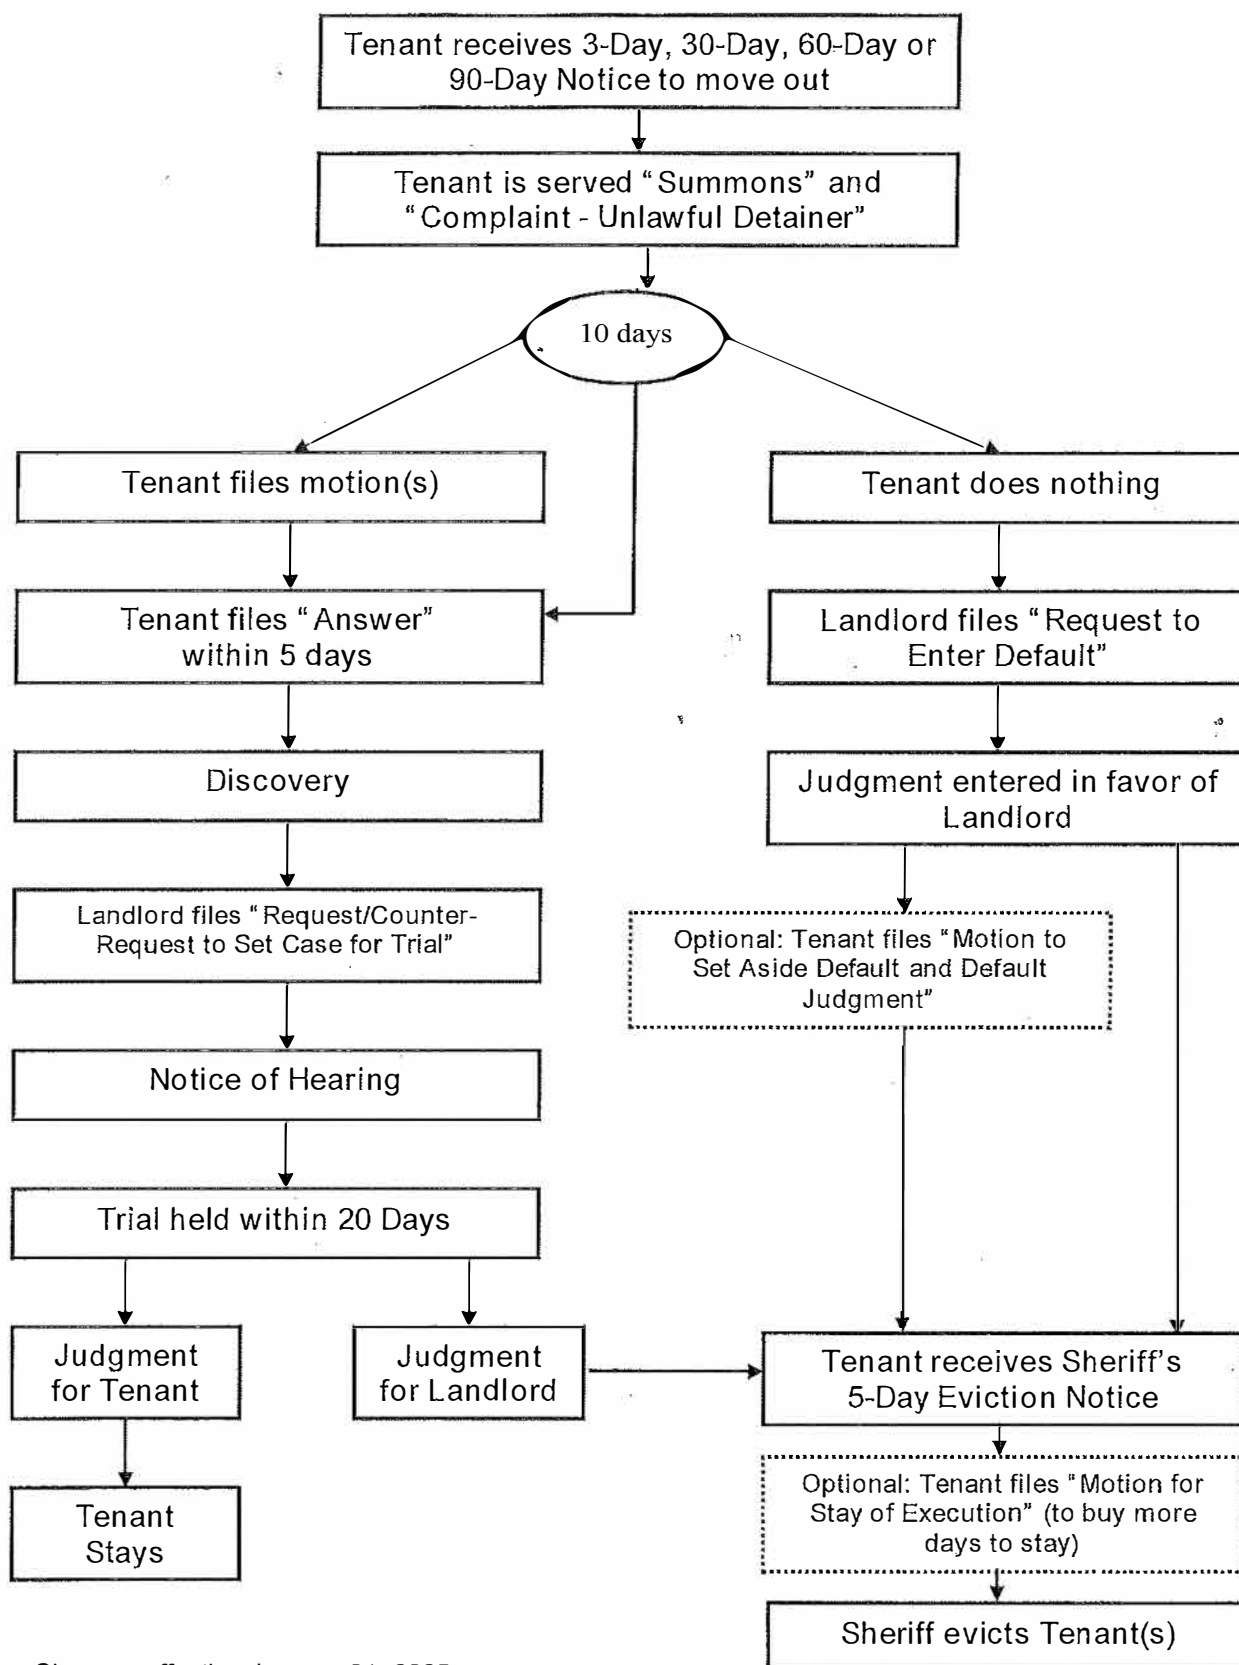 Tenant receives 3-Day, 30-Day, 60-Day or
90-Day Notice to move out
Tenant is served “Summons” and
“Complaint - Unlawful Detainer”
10 days
Tenant files motion(s)
Tenant does nothing
Tenant files “Answer”
within 5 days
Landlord files “Request to
Enter Default”
Discovery
Judgment entered in favor of
Landlord
Landlord files “Request/Counter-
Request to Set Case for Trial”
Optional: Tenant files “Motion to
Set Aside Default and Default
Judgment”
Notice of Hearing
Trial held within 20 Days
Judgment
for Tenant
Judgment
for Landlord
Tenant receives Sheriff’s
5-Day Eviction Notice
Tenant
Stays
Optional: Tenant files “Motion for
Stay of Execution” (to buy more
days to stay)
Sheriff evicts Tenant(s)